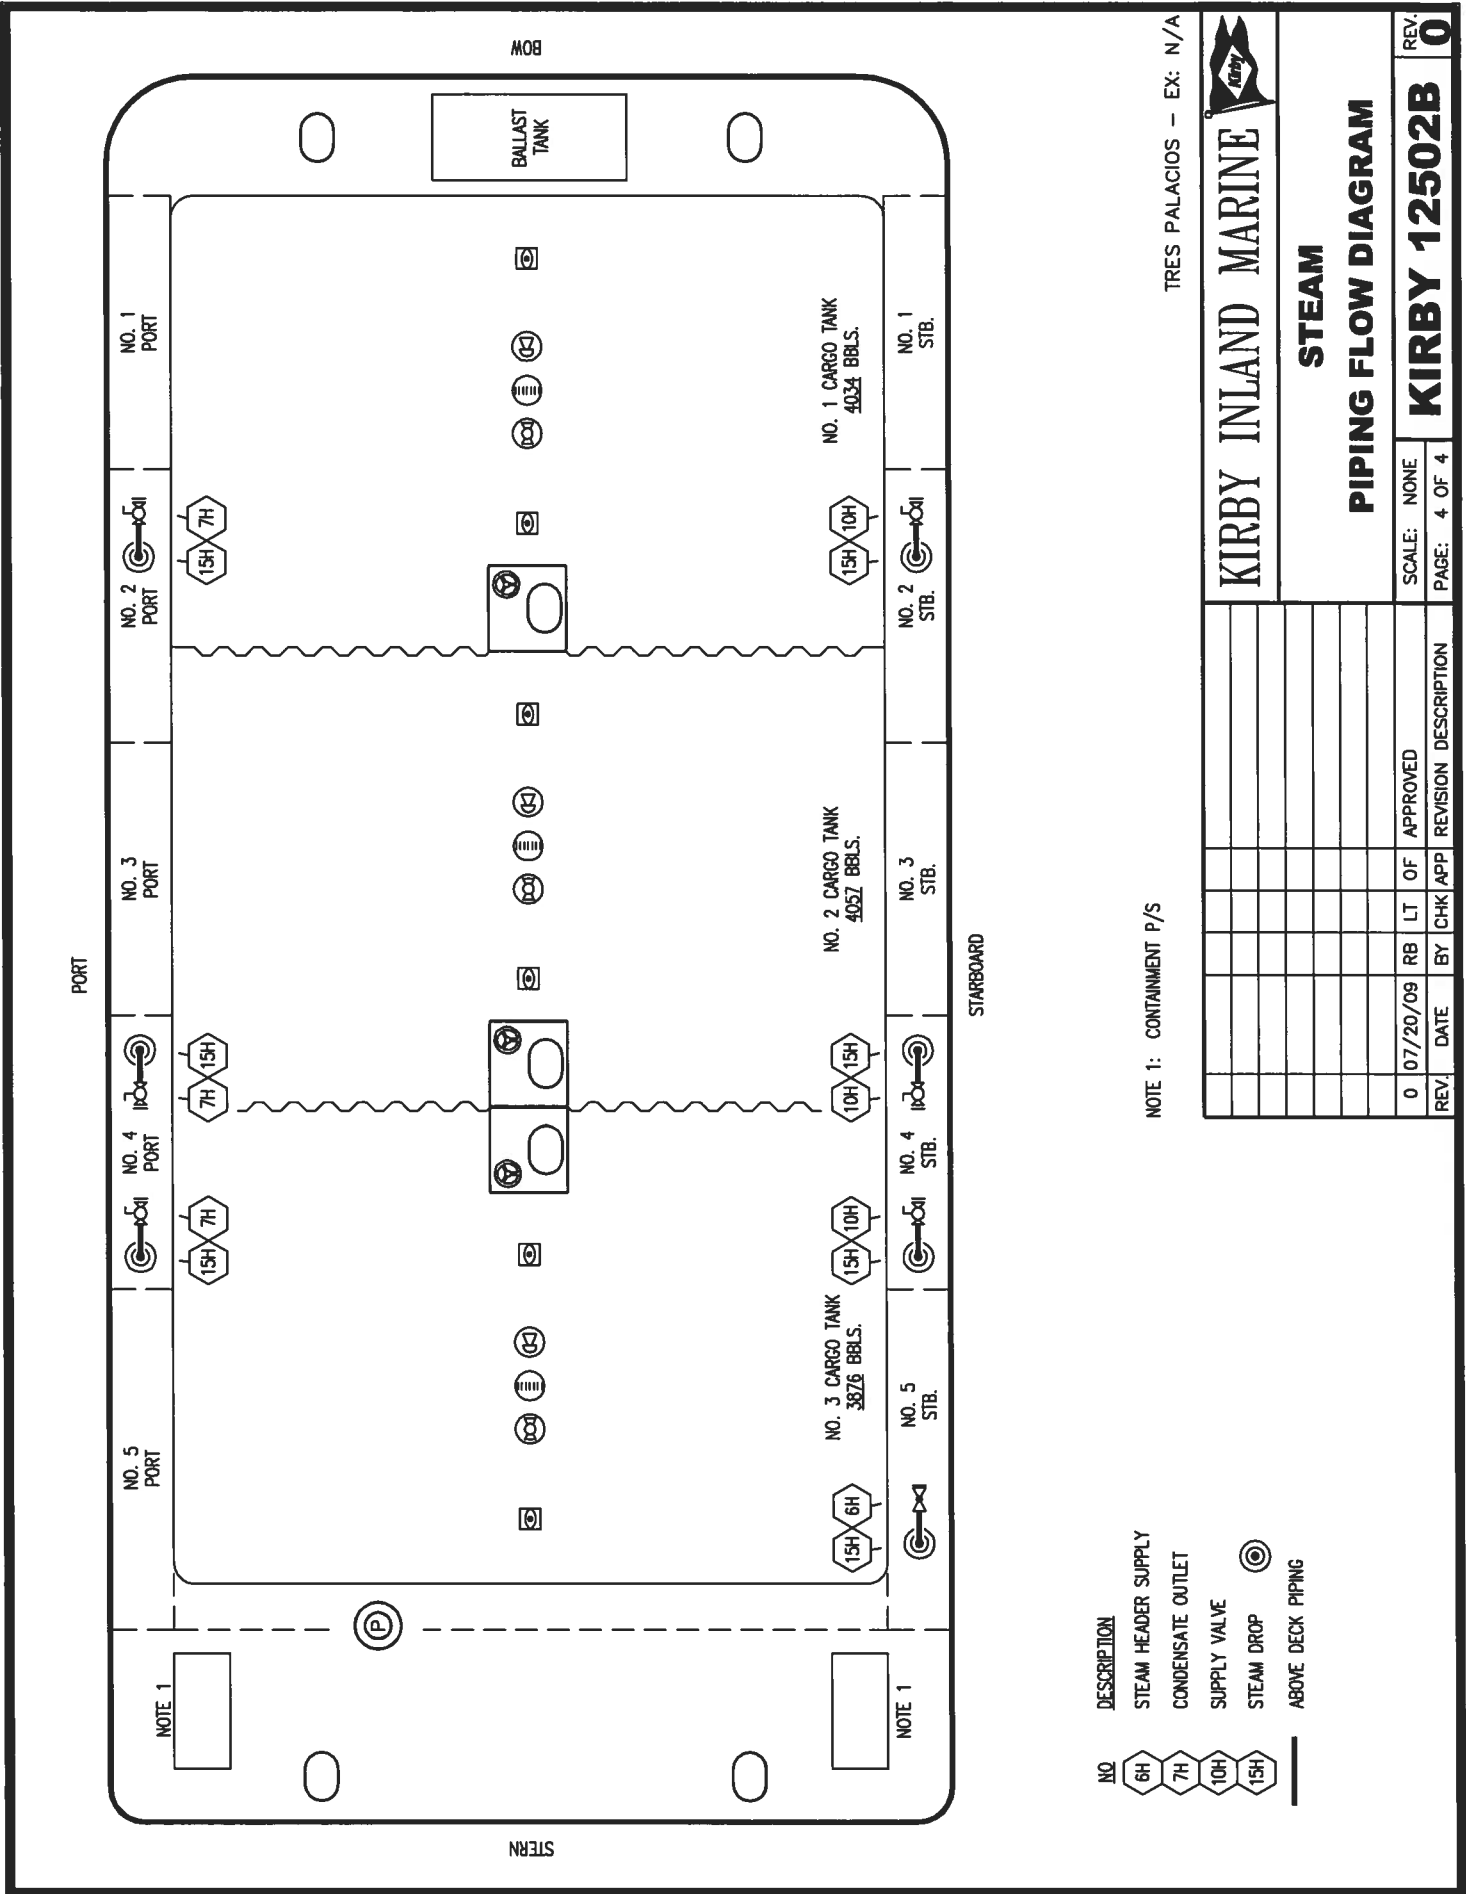 PORT
NO. 5
PORT
NO. 4
PORT
NO. 3
PORT
NO. 2
PORT
NO. 1
PORT
15H 7H
7H 15H
15H 7H
NOTE 1
P
STERN
BALLAST
TANK
BOW
NO. 3 CARGO TANK
3876 BBLS.
NO. 2 CARGO TANK
4057 BBLS.
NO. 1 CARGO TANK
4034 BBLS.
15H 6H
15H 10H
10H 15H
15H 10H
NOTE 1
NO. 5
STB.
NO. 4
STB.
NO. 3
STB.
NO. 2
STB.
NO. 1
STB.
STARBOARD
NO DESCRIPTION
6H STEAM HEADER SUPPLY
7H CONDENSATE OUTLET
10H SUPPLY VALVE
15H STEAM DROP
ABOVE DECK PIPING
NOTE 1: CONTAINMENT P/S
TRES PALACIOS – EX: N/A
KIRBY INLAND MARINE
Kirby
STEAM
PIPING FLOW DIAGRAM
0 07/20/09 RB LT OF APPROVED
REV. DATE BY CHK APP REVISION DESCRIPTION
SCALE: NONE
PAGE: 4 OF 4
KIRBY 12502B
REV.
0